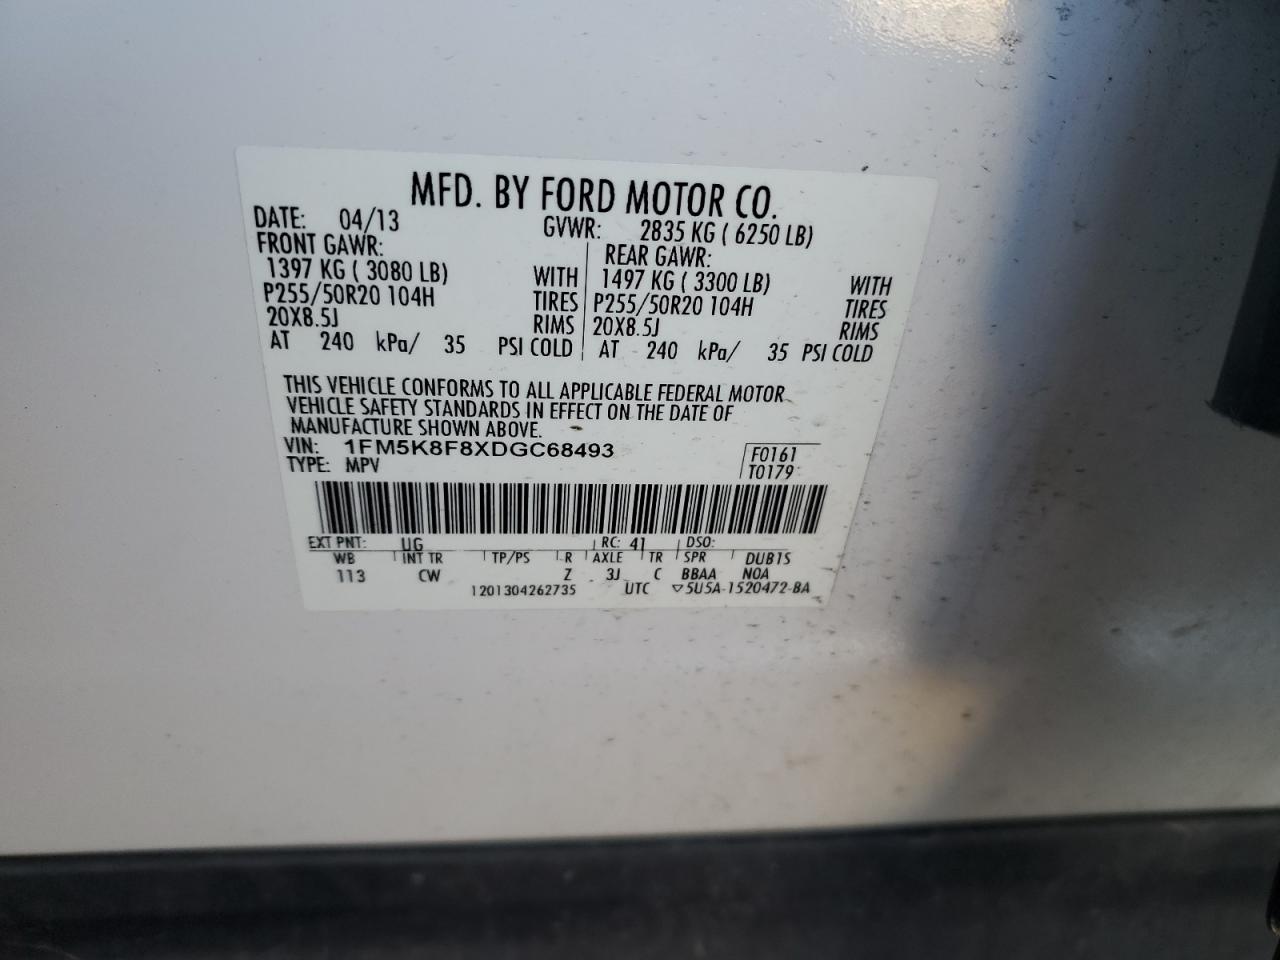 MFD. BY FORD MOTOR CO.
DATE: 04/13 GVWR: 2835 KG ( 6250 LB)
FRONT GAWR: REAR GAWR:
1397 KG ( 3080 LB) WITH 1497 KG ( 3300 LB) WITH
P255/50R20 104H TIRES P255/50R20 104H TIRES
20X8.5J RIMS 20X8.5J RIMS
AT 240 kPa/ 35 PSI COLD AT 240 kPa/ 35 PSI COLD
THIS VEHICLE CONFORMS TO ALL APPLICABLE FEDERAL MOTOR
VEHICLE SAFETY STANDARDS IN EFFECT ON THE DATE OF
MANUFACTURE SHOWN ABOVE.
VIN: 1FM5K8F8XDGC68493 F0161
TYPE: MPV T0179
EXT PNT: UG RC: 41 DSO:
WB INT TR TP/PS R AXLE TR SPR DUB1S
113 CW Z 3J C BBAA NOA
1201304262735 UTC ▽5U5A-1520472-BA